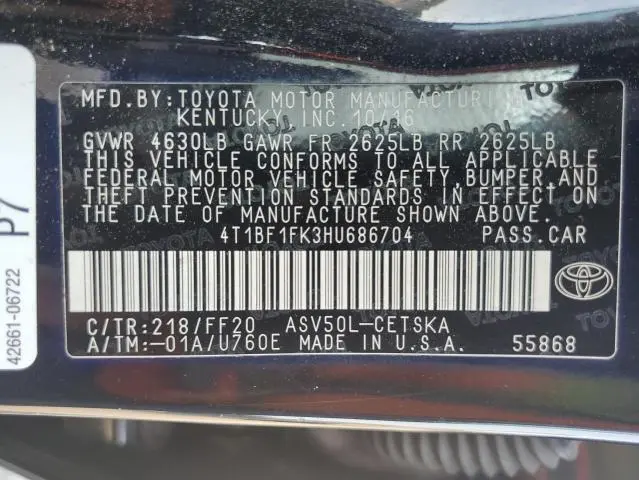 MFD.BY: TOYOTA MOTOR MANUFACTURING
KENTUCKY, INC. 10/16
GVWR 4630LB GAWR FR 2625LB RR 2625LB
THIS VEHICLE CONFORMS TO ALL APPLICABLE
FEDERAL MOTOR VEHICLE SAFETY, BUMPER, AND
THEFT PREVENTION STANDARDS IN EFFECT ON
THE DATE OF MANUFACTURE SHOWN ABOVE.
4T1BF1FK3HU686704 PASS.CAR
C/TR:218/FF20 ASV50L-CETSKA
A/TM:-01A/U760E MADE IN U.S.A. 55868
TOYOTA
P7
42661-06722